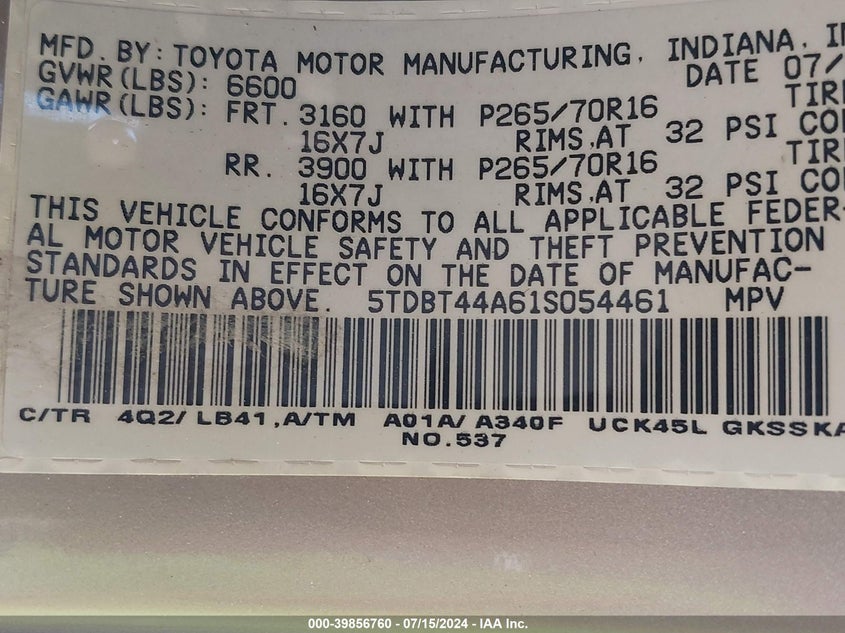 MFD. BY: TOYOTA MOTOR MANUFACTURING, INDIANA,
GVWR(LBS): 6600 DATE 07/
GAWR(LBS): FRT. 3160 WITH P265/70R16
16X7J RIMS,AT 32 PSI
RR. 3900 WITH P265/70R16
16X7J RIMS,AT 32 PSI
THIS VEHICLE CONFORMS TO ALL APPLICABLE FEDER-
AL MOTOR VEHICLE SAFETY AND THEFT PREVENTION
STANDARDS IN EFFECT ON THE DATE OF MANUFAC-
TURE SHOWN ABOVE. 5TDBT44A61S054461 MPV
C/TR 4Q2/ LB41,A/TM A01A/ A340F UCK45L GKSSKA
NO.537
000-39856760 - 07/15/2024 - IAA Inc.